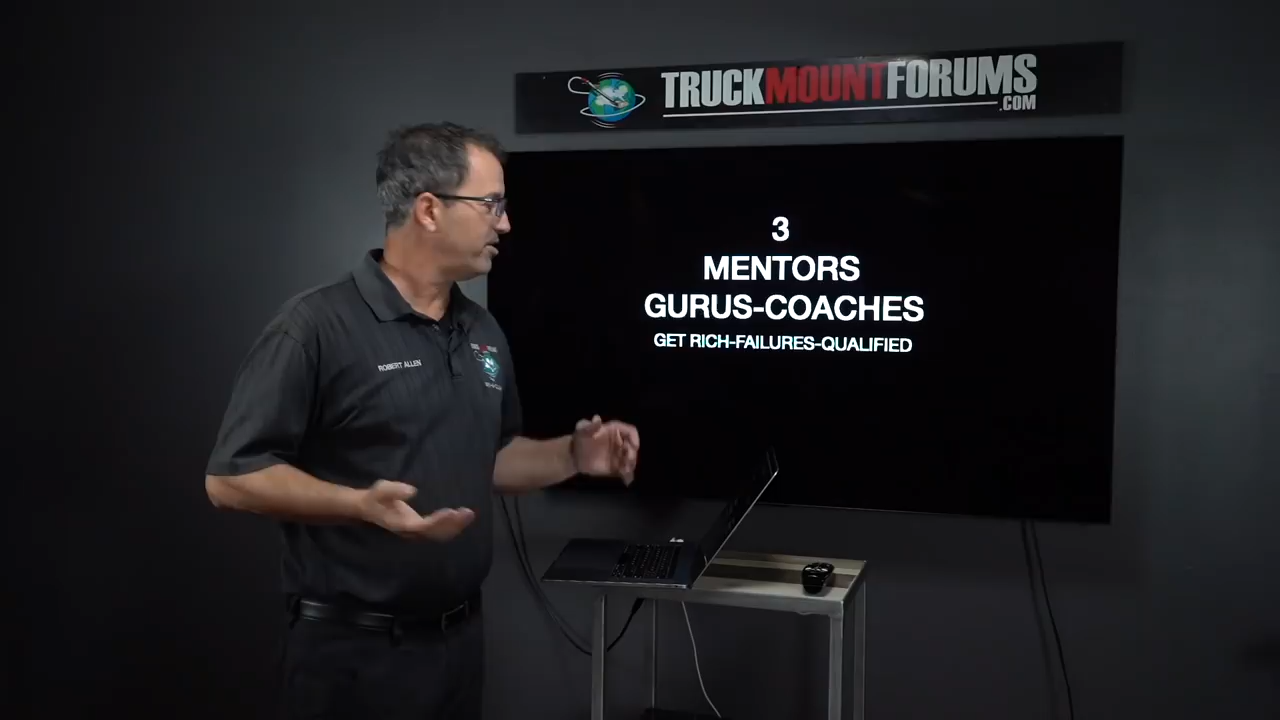 TRUCKMOUNTFORUMS
.COM
3
MENTORS
GURUS-COACHES
GET RICH-FAILURES-QUALIFIED
ROBERT ALLEN